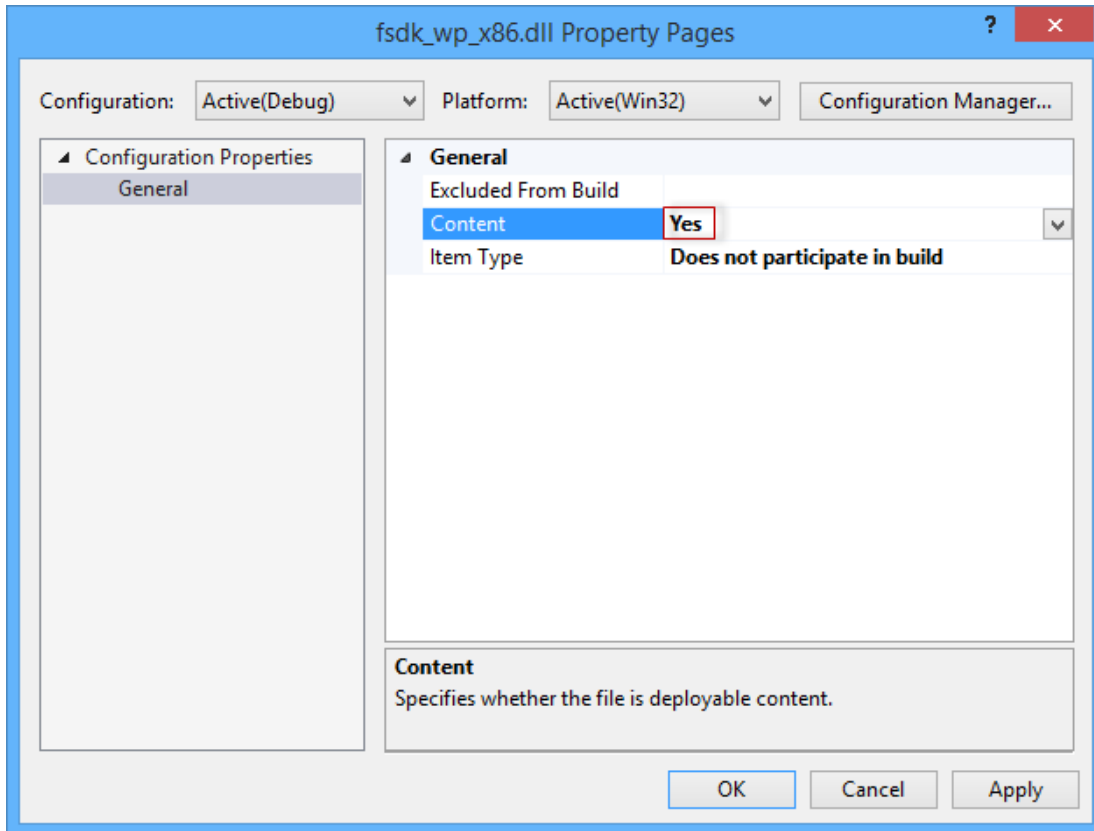 fsdk_wp_x86.dll Property Pages ?
Configuration: Active(Debug) Platform: Active(Win32) Configuration Manager...
Configuration Properties
General
General
Excluded From Build
Content Yes
Item Type Does not participate in build
Content
Specifies whether the file is deployable content.
OK Cancel Apply